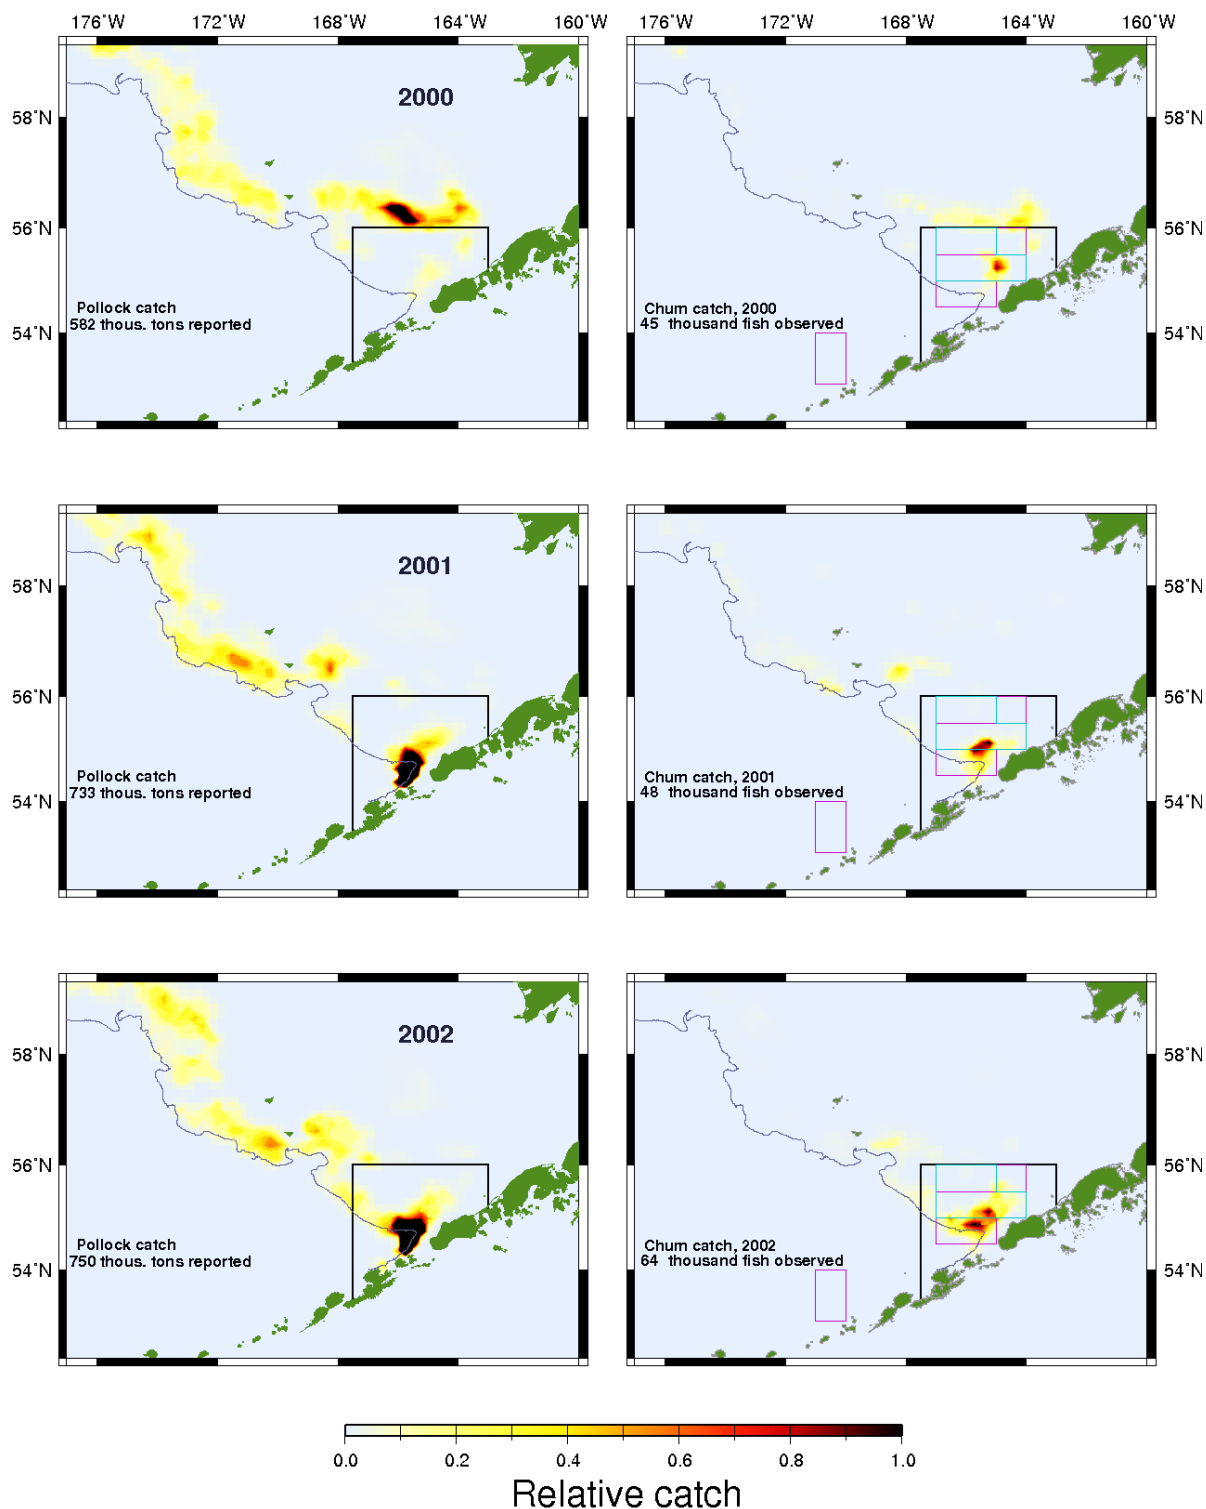 176˚W 172˚W 168˚W 164˚W 160˚W 176˚W 172˚W 168˚W 164˚W 160˚W
58˚N
2000
58˚N
56˚N
56˚N
Pollock catch
582 thous. tons reported
Chum catch, 2000
45 thousand fish observed
54˚N
54˚N
58˚N
2001
58˚N
56˚N
56˚N
Pollock catch
733 thous. tons reported
Chum catch, 2001
48 thousand fish observed
54˚N
54˚N
58˚N
2002
58˚N
56˚N
56˚N
Pollock catch
750 thous. tons reported
Chum catch, 2002
64 thousand fish observed
54˚N
54˚N
0.0 0.2 0.4 0.6 0.8 1.0
Relative catch